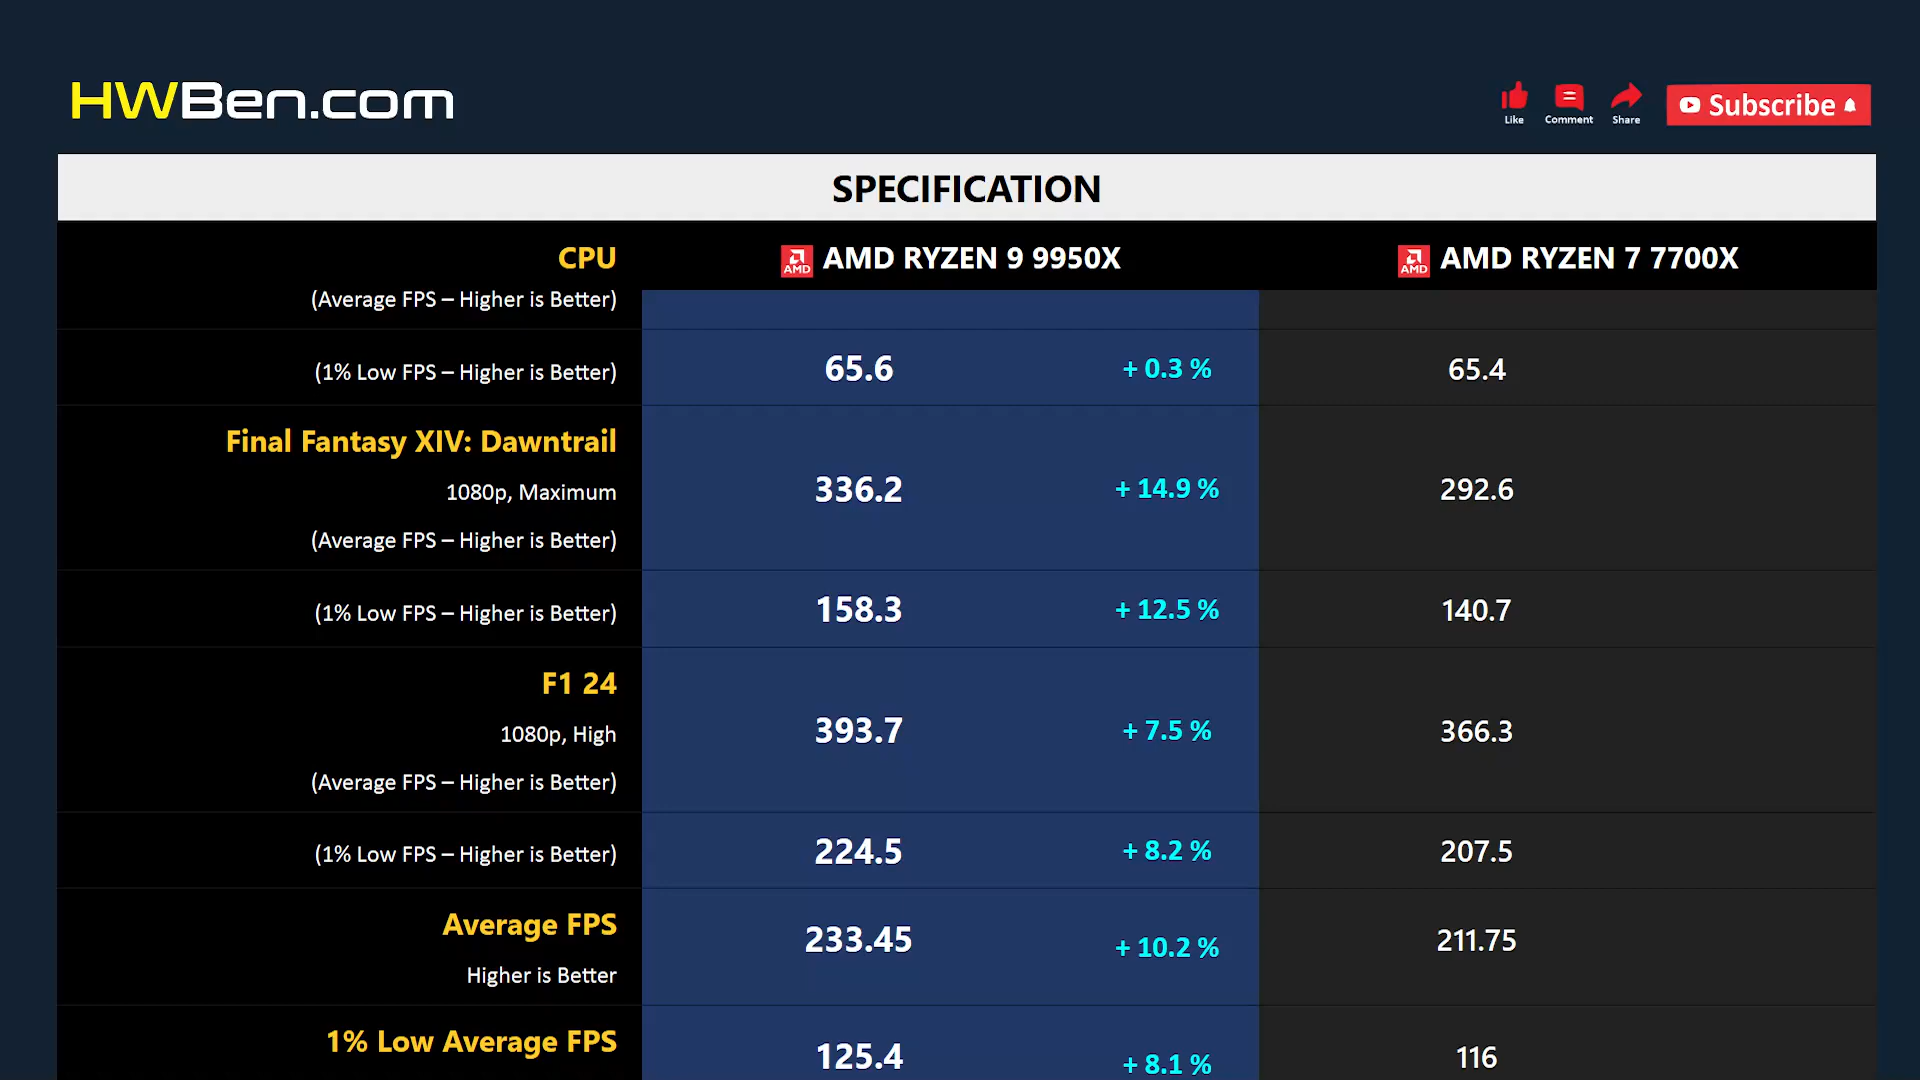 HWBen.com
Like Comment Share Subscribe
SPECIFICATION
CPU AMD AMD RYZEN 9 9950X AMD AMD RYZEN 7 7700X
(Average FPS – Higher is Better)
(1% Low FPS – Higher is Better) 65.6 + 0.3 % 65.4
Final Fantasy XIV: Dawntrail
1080p, Maximum 336.2 + 14.9 % 292.6
(Average FPS – Higher is Better)
(1% Low FPS – Higher is Better) 158.3 + 12.5 % 140.7
F1 24
1080p, High 393.7 + 7.5 % 366.3
(Average FPS – Higher is Better)
(1% Low FPS – Higher is Better) 224.5 + 8.2 % 207.5
Average FPS 233.45 + 10.2 % 211.75
Higher is Better
1% Low Average FPS 125.4 + 8.1 % 116